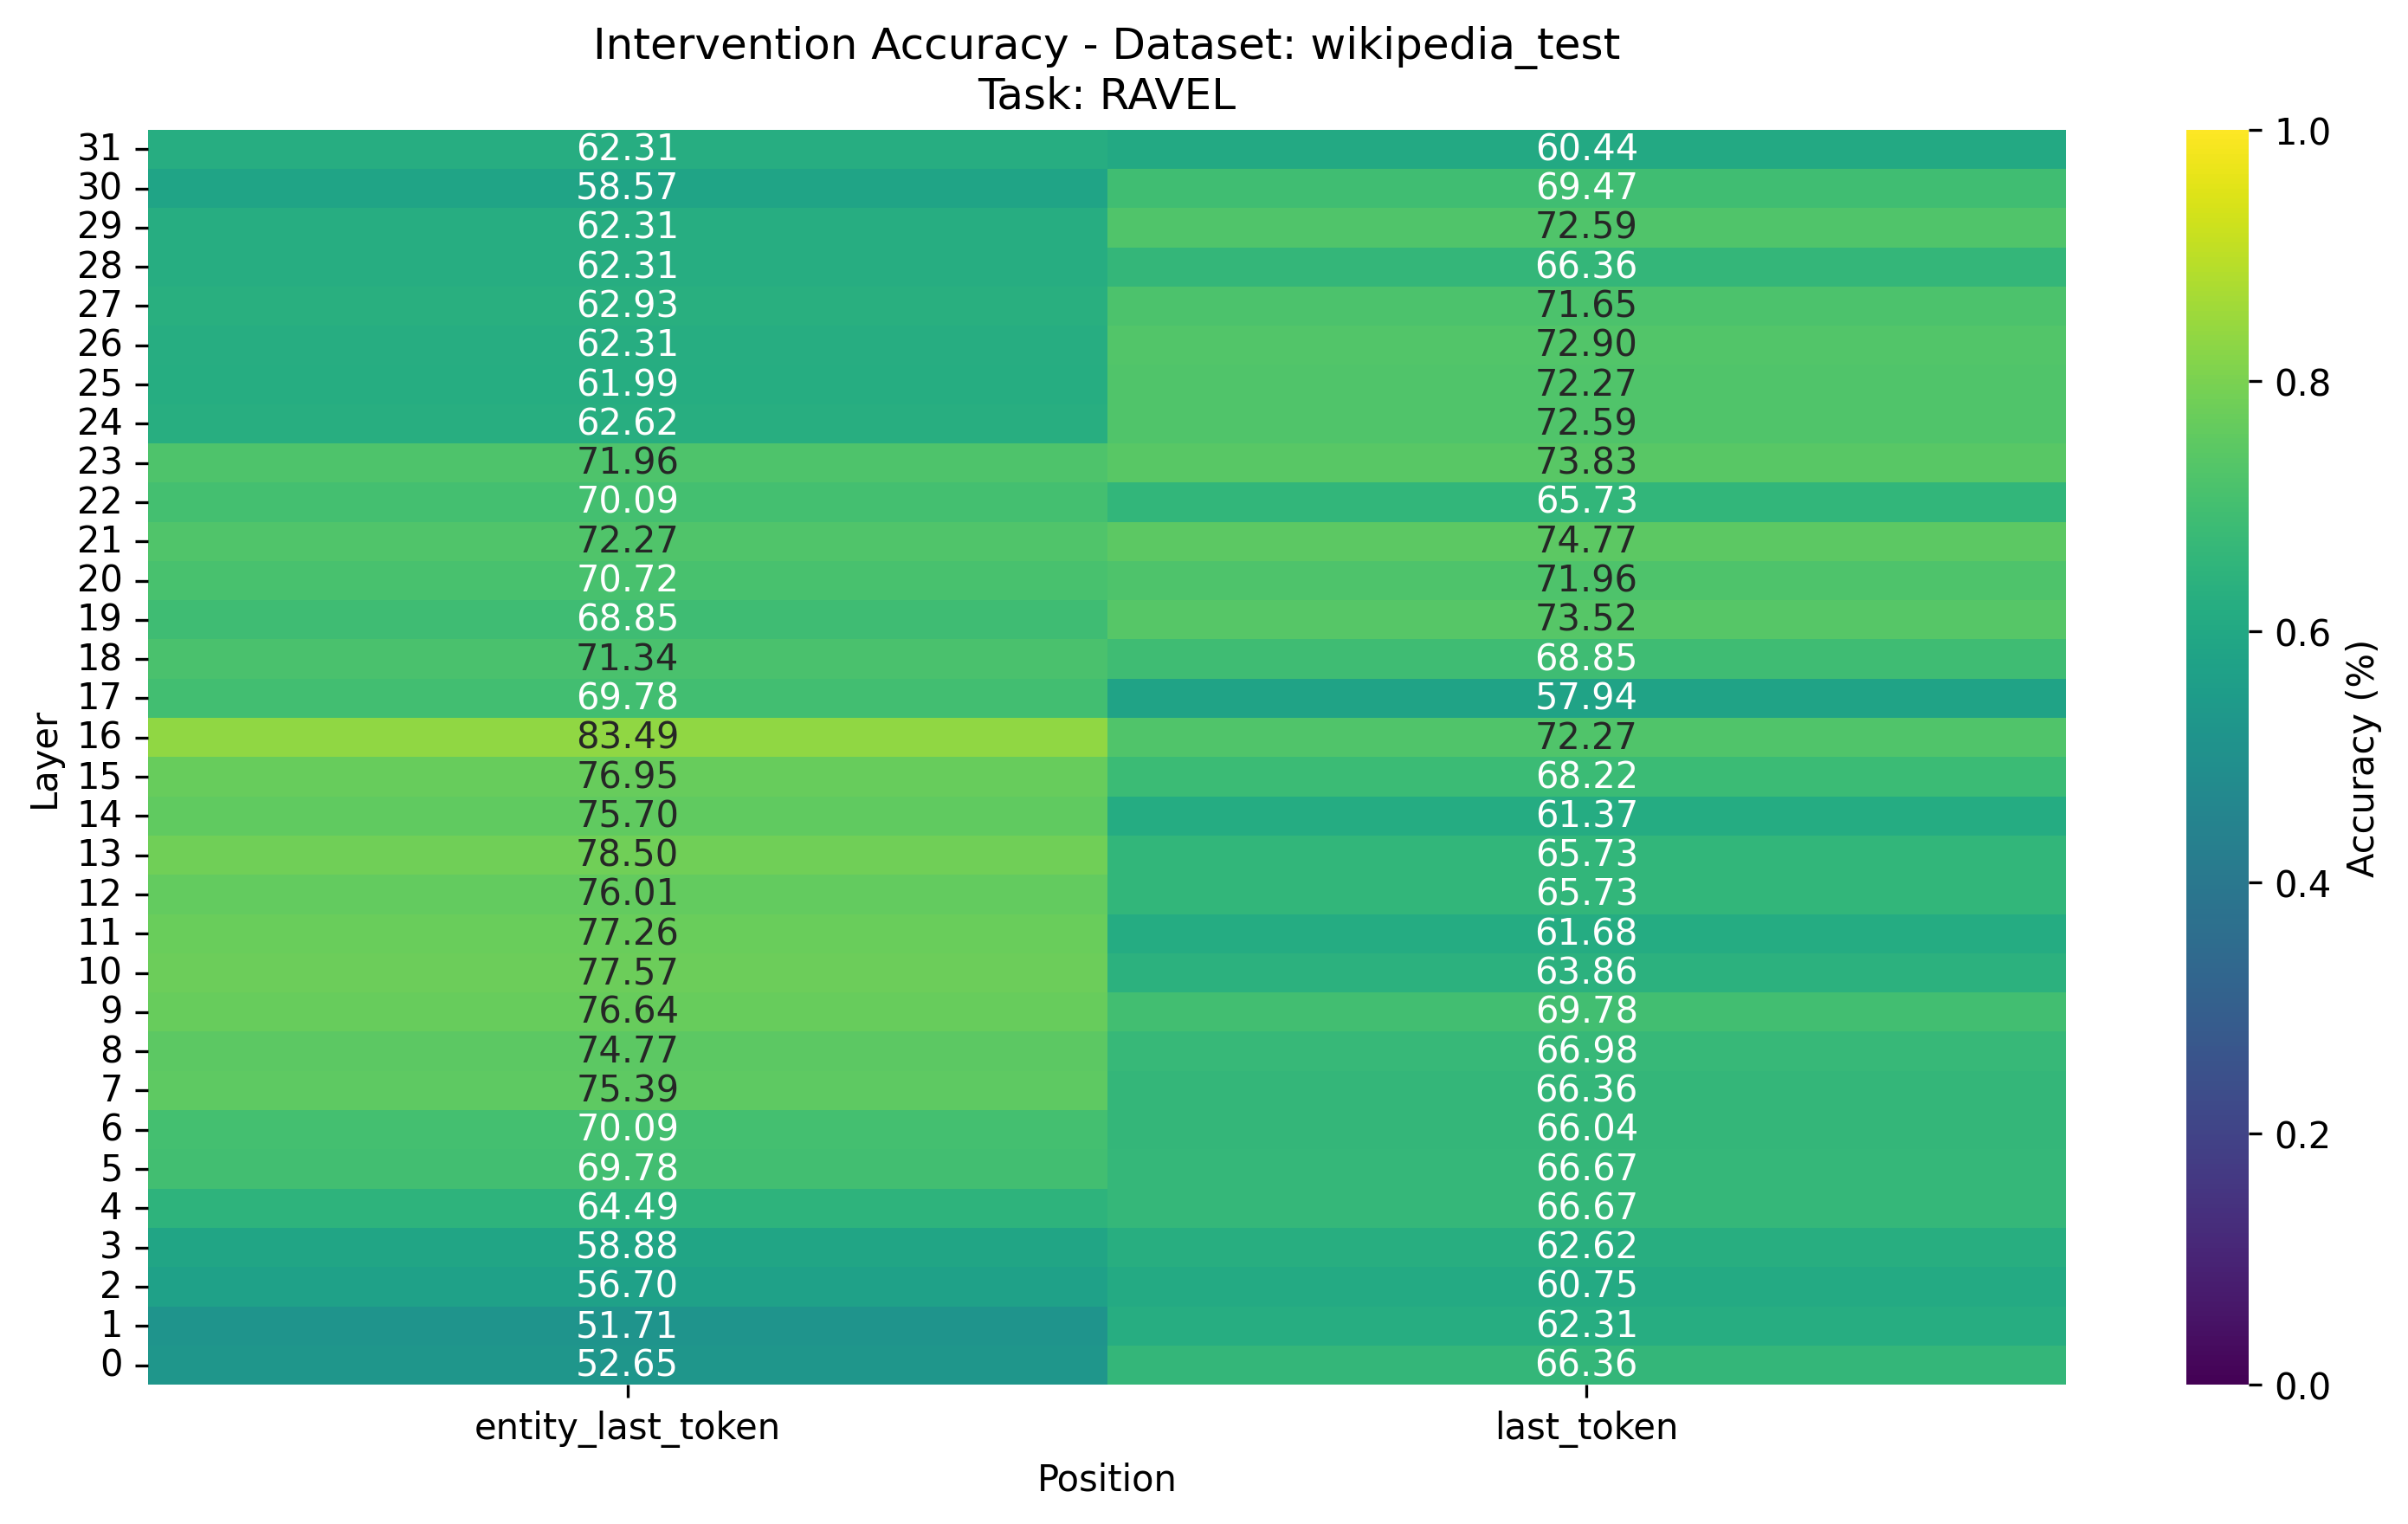 Intervention Accuracy - Dataset: wikipedia_test
Task: RAVEL
31 62.31 60.44 1.0
30 58.57 69.47
29 62.31 72.59
28 62.31 66.36
27 62.93 71.65
26 62.31 72.90
25 61.99 72.27 0.8
24 62.62 72.59
23 71.96 73.83
22 70.09 65.73
21 72.27 74.77
20 70.72 71.96
19 68.85 73.52 0.6
18 71.34 68.85
17 69.78 57.94
16 83.49 72.27
Layer
Accuracy (%)
15 76.95 68.22
14 75.70 61.37
13 78.50 65.73
12 76.01 65.73 0.4
11 77.26 61.68
10 77.57 63.86
9 76.64 69.78
8 74.77 66.98
7 75.39 66.36
6 70.09 66.04 0.2
5 69.78 66.67
4 64.49 66.67
3 58.88 62.62
2 56.70 60.75
1 51.71 62.31
0 52.65 66.36 0.0
entity_last_token last_token
Position